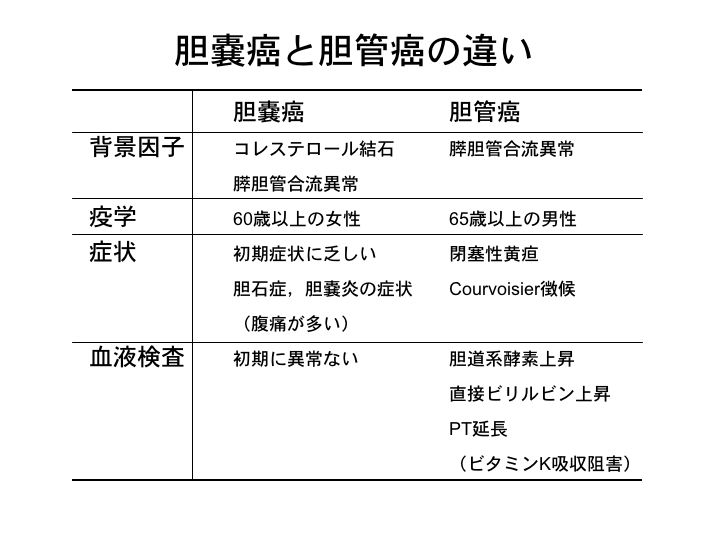 胆嚢癌と胆管癌の違い
胆嚢癌 胆管癌
背景因子 コレステロール結石 膵胆管合流異常
膵胆管合流異常
疫学 60歳以上の女性 65歳以上の男性
症状 初期症状に乏しい 閉塞性黄疸
胆石症，胆嚢炎の症状 Courvoisier徴候
（腹痛が多い）
血液検査 初期に異常ない 胆道系酵素上昇
直接ビリルビン上昇
PT延長
（ビタミンK吸収阻害）